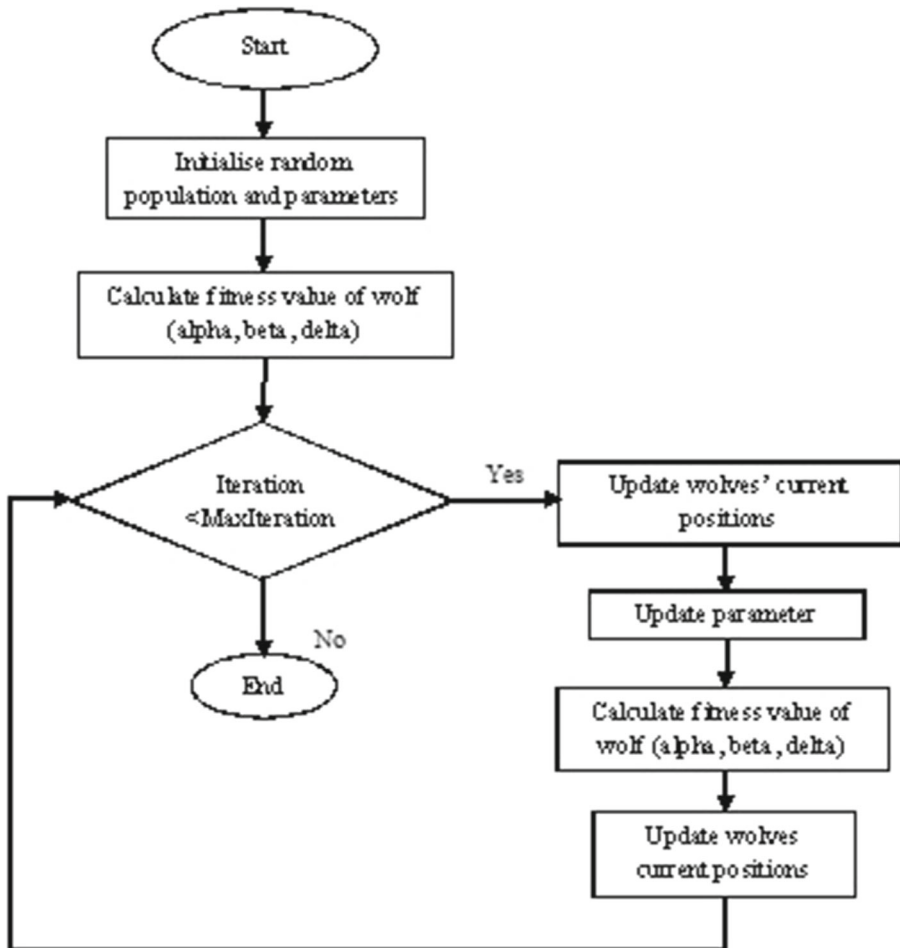 Start
Initialise random
population and parameters
Calculate fitness value of wolf
(alpha, beta, delta)
Iteration
<MaxIteration
Yes
No
End
Update wolves' current
positions
Update parameter
Calculate fitness value of
wolf (alpha, beta, delta)
Update wolves
current positions